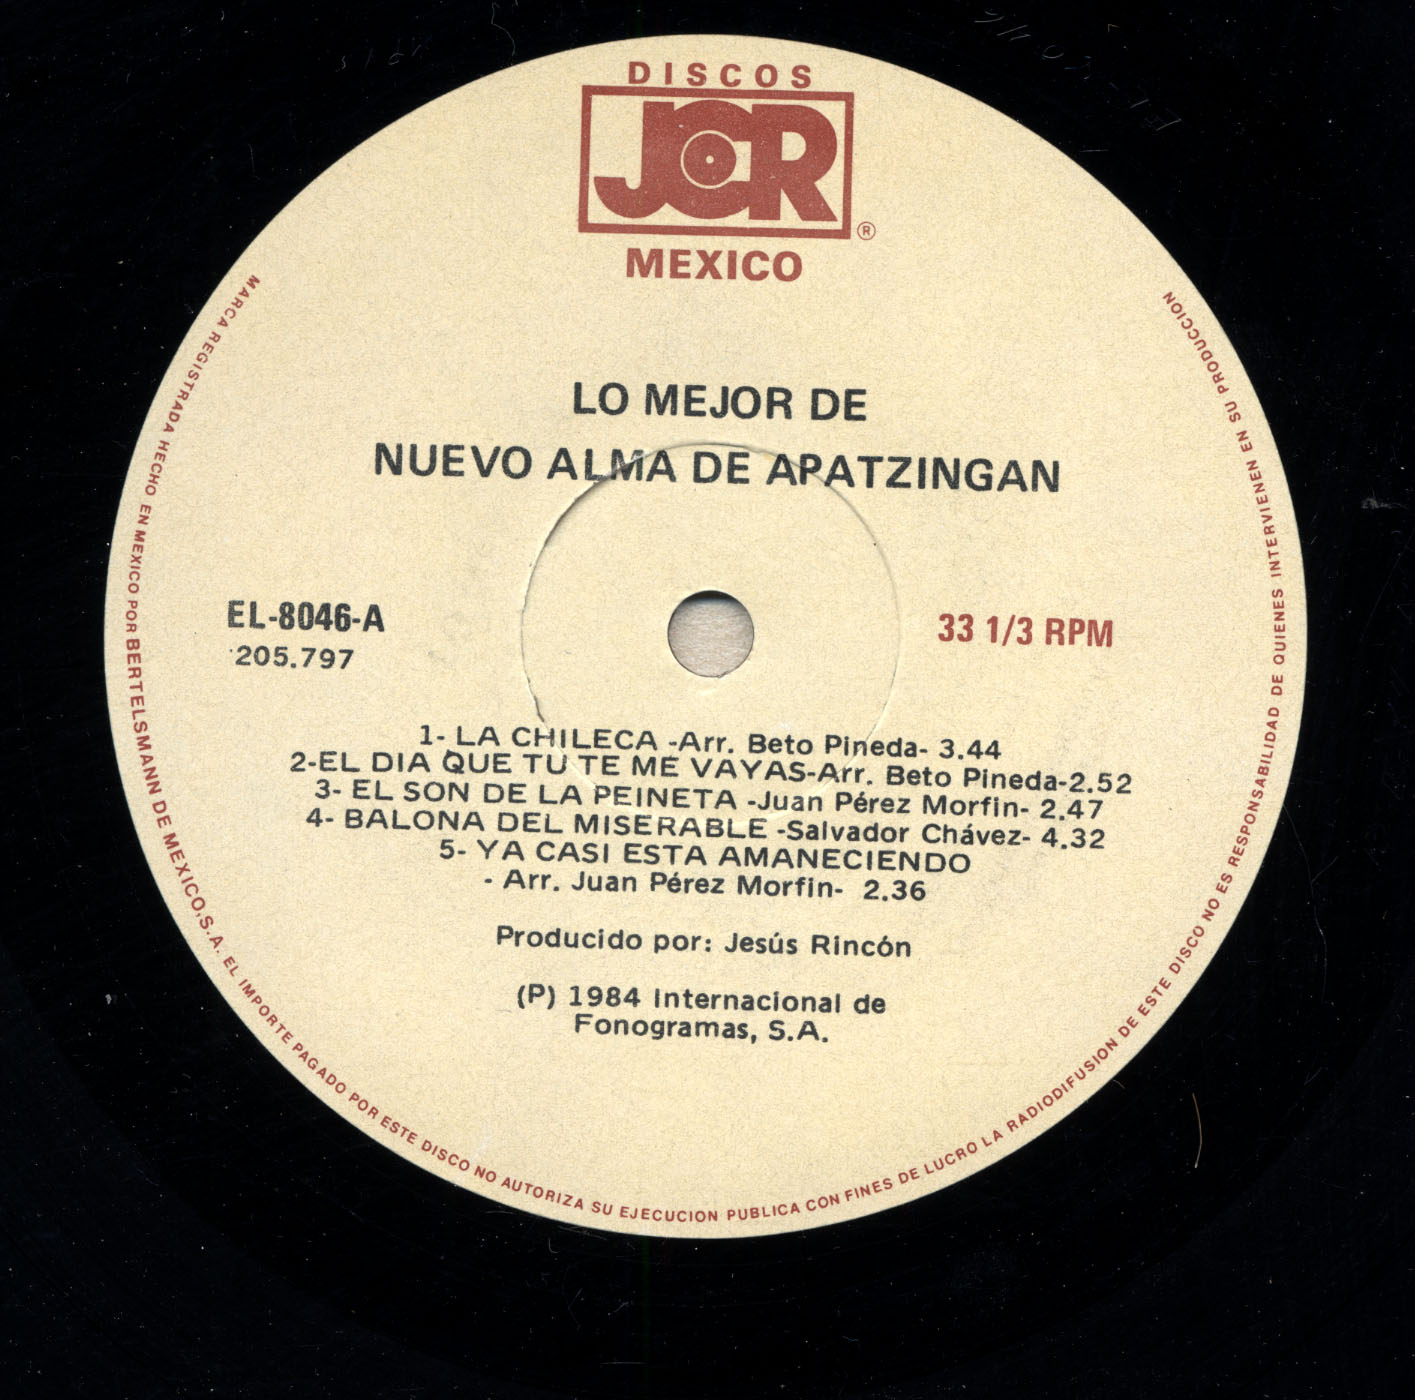 DISCOS
JCR
®
MEXICO
LO MEJOR DE
NUEVO ALMA DE APATZINGAN
EL-8046-A
205.797
33 1/3 RPM
1- LA CHILECA -Arr. Beto Pineda- 3.44
2-EL DIA QUE TU TE ME VAYAS-Arr. Beto Pineda-2.52
3- EL SON DE LA PEINETA -Juan Pérez Morfin- 2.47
4- BALONA DEL MISERABLE -Salvador Chávez- 4.32
5- YA CASI ESTA AMANECIENDO
- Arr. Juan Pérez Morfin- 2.36
Producido por: Jesús Rincón
(P) 1984 Internacional de
Fonogramas, S.A.
MARCA REGISTRADA HECHO EN MEXICO POR BERTELSMANN DE MEXICO, S.A. EL IMPORTE PAGADO POR ESTE DISCO NO AUTORIZA SU EJECUCION PUBLICA CON FINES DE LUCRO LA RADIODIFUSION DE ESTE DISCO NO ES RESPONSABILIDAD DE QUIENES INTERVIENEN EN SU PRODUCCION